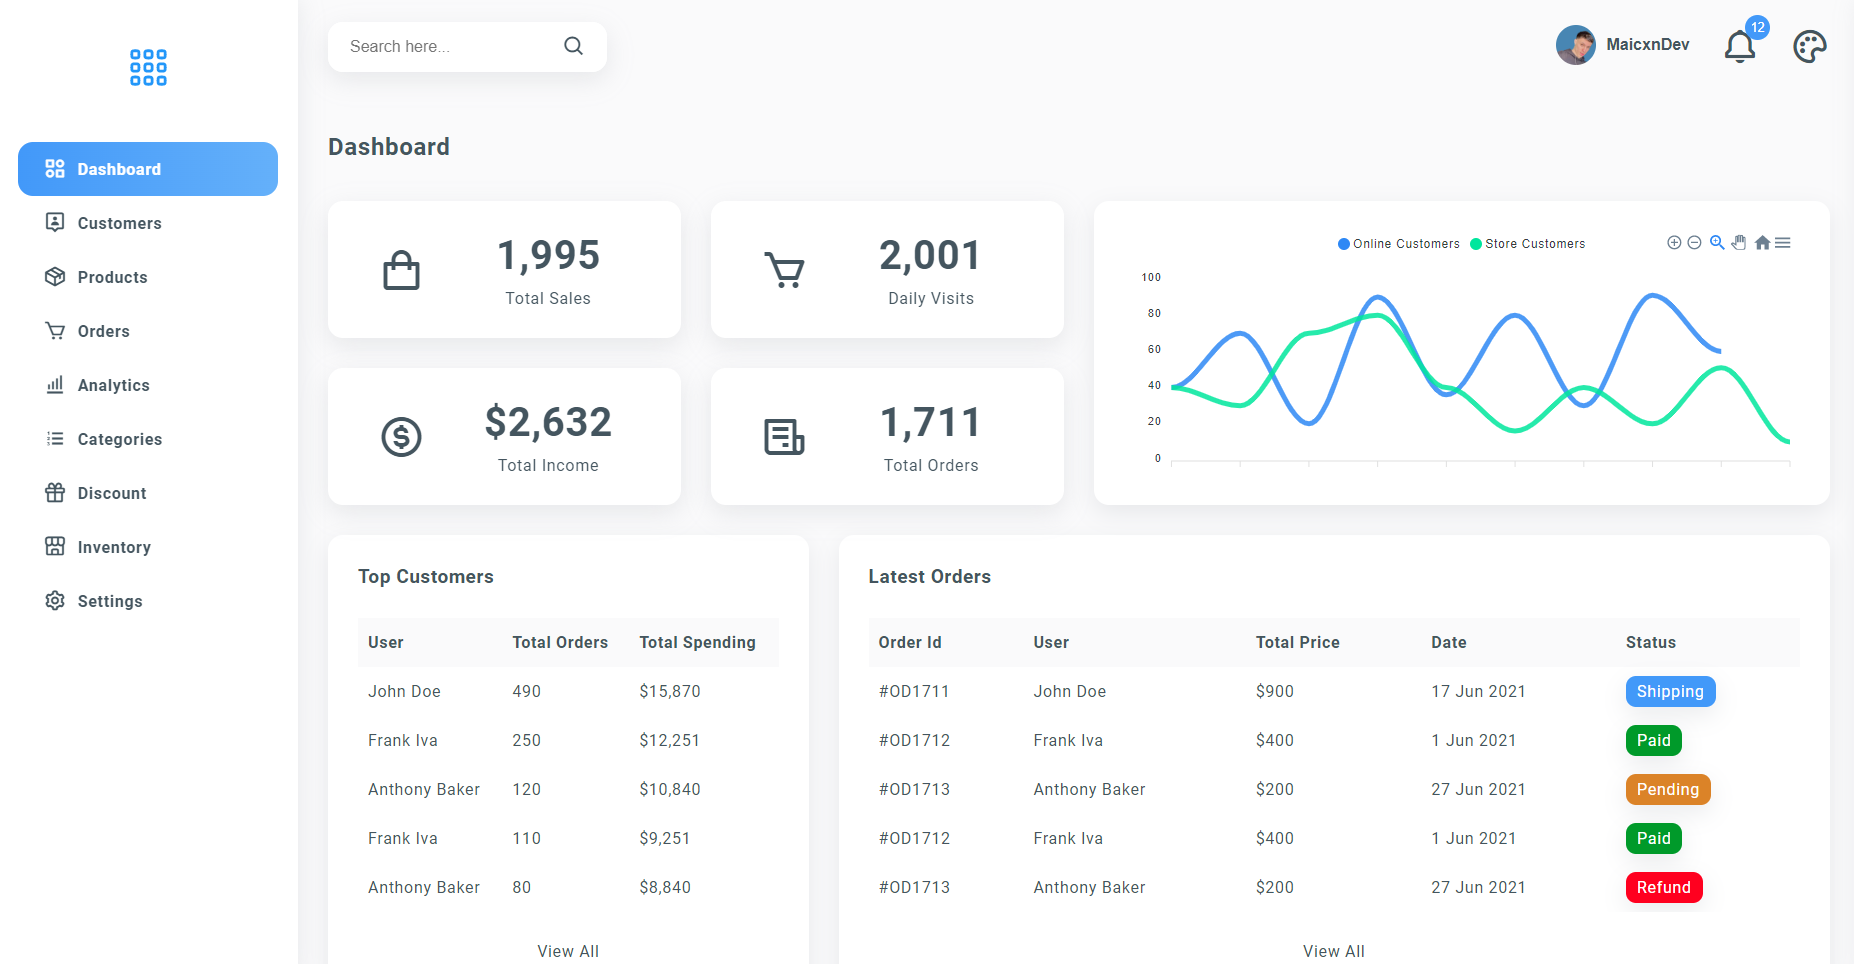 Search here...
MaicxnDev
12
Dashboard
Customers
Products
Orders
Analytics
Categories
Discount
Inventory
Settings
Dashboard
1,995
Total Sales
2,001
Daily Visits
$2,632
Total Income
1,711
Total Orders
Online Customers Store Customers
100
80
60
40
20
0
Top Customers
User Total Orders Total Spending
John Doe 490 $15,870
Frank Iva 250 $12,251
Anthony Baker 120 $10,840
Frank Iva 110 $9,251
Anthony Baker 80 $8,840
View All
Latest Orders
Order Id User Total Price Date Status
#OD1711 John Doe $900 17 Jun 2021 Shipping
#OD1712 Frank Iva $400 1 Jun 2021 Paid
#OD1713 Anthony Baker $200 27 Jun 2021 Pending
#OD1712 Frank Iva $400 1 Jun 2021 Paid
#OD1713 Anthony Baker $200 27 Jun 2021 Refund
View All